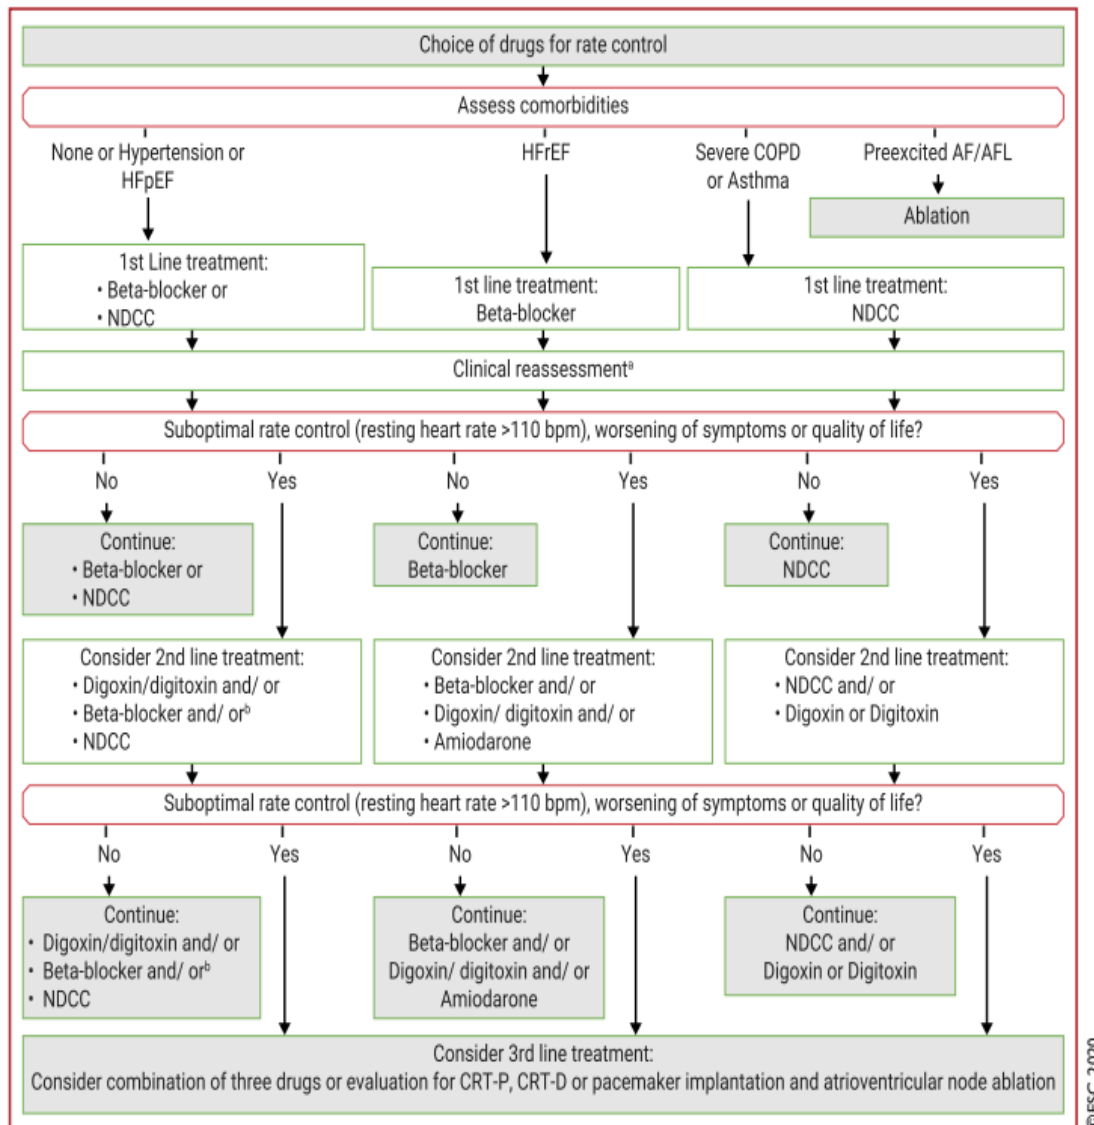 Choice of drugs for rate control
Assess comorbidities
None or Hypertension or
HFpEF
HFrEF
Severe COPD
or Asthma
Preexcited AF/AFL
Ablation
1st Line treatment:
• Beta-blocker or
• NDCC
1st line treatment:
Beta-blocker
1st line treatment:
NDCC
Clinical reassessmentᵃ
Suboptimal rate control (resting heart rate >110 bpm), worsening of symptoms or quality of life?
No
Yes
No
Yes
No
Yes
Continue:
• Beta-blocker or
• NDCC
Continue:
Beta-blocker
Continue:
NDCC
Consider 2nd line treatment:
• Digoxin/digitoxin and/ or
• Beta-blocker and/ orᵇ
• NDCC
Consider 2nd line treatment:
• Beta-blocker and/ or
• Digoxin/ digitoxin and/ or
• Amiodarone
Consider 2nd line treatment:
• NDCC and/ or
• Digoxin or Digitoxin
Suboptimal rate control (resting heart rate >110 bpm), worsening of symptoms or quality of life?
No
Yes
No
Yes
No
Yes
Continue:
• Digoxin/digitoxin and/ or
• Beta-blocker and/ orᵇ
• NDCC
Continue:
Beta-blocker and/ or
Digoxin/ digitoxin and/ or
Amiodarone
Continue:
NDCC and/ or
Digoxin or Digitoxin
Consider 3rd line treatment:
Consider combination of three drugs or evaluation for CRT-P, CRT-D or pacemaker implantation and atrioventricular node ablation
©ESC 2020